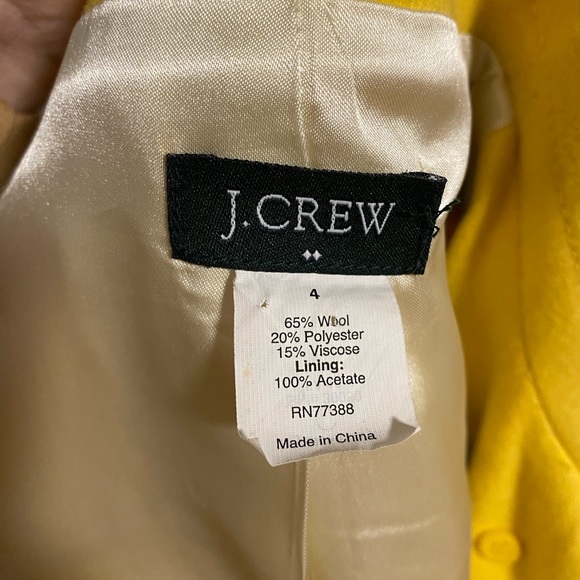 J.CREW
4
65% Wool
20% Polyester
15% Viscose
Lining:
100% Acetate
RN77388
Made in China